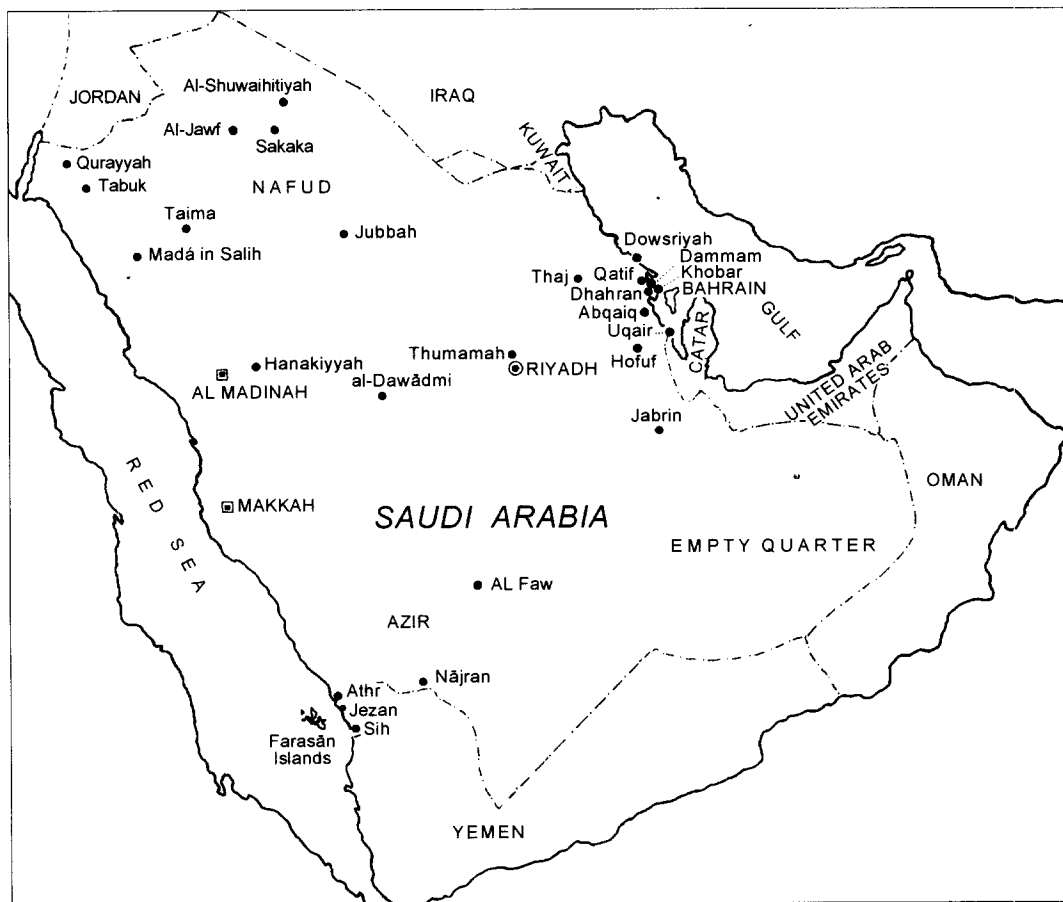 Al-Shuwaihitiyah
JORDAN
IRAQ
Al-Jawf
Sakaka
KUWAIT
Qurayyah
Tabuk
NAFUD
Taima
Jubbah
Madá in Salih
Dowsriyah
Dammam
Thaj
Qatif
Khobar
Dhahran
BAHRAIN
Abqaiq
GULF
Uqair
CATAR
Hanakiyyah
Thumamah
RIYADH
Hofuf
AL MADINAH
al-Dawādmi
UNITED ARAB
EMIRATES
Jabrin
RED SEA
MAKKAH
SAUDI ARABIA
OMAN
EMPTY QUARTER
AL Faw
AZIR
Nājran
Athr
Jezan
Sih
Farasān
Islands
YEMEN